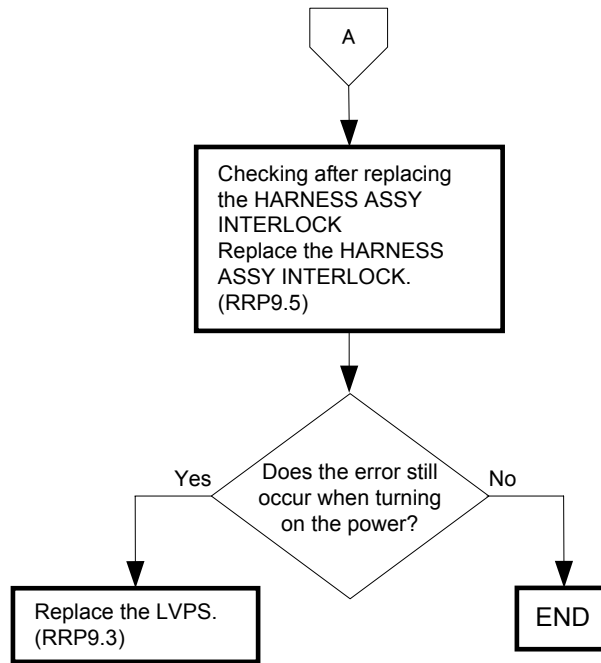 A
Checking after replacing
the HARNESS ASSY
INTERLOCK
Replace the HARNESS
ASSY INTERLOCK.
(RRP9.5)
Does the error still
occur when turning
on the power?
Yes
No
Replace the LVPS.
(RRP9.3)
END